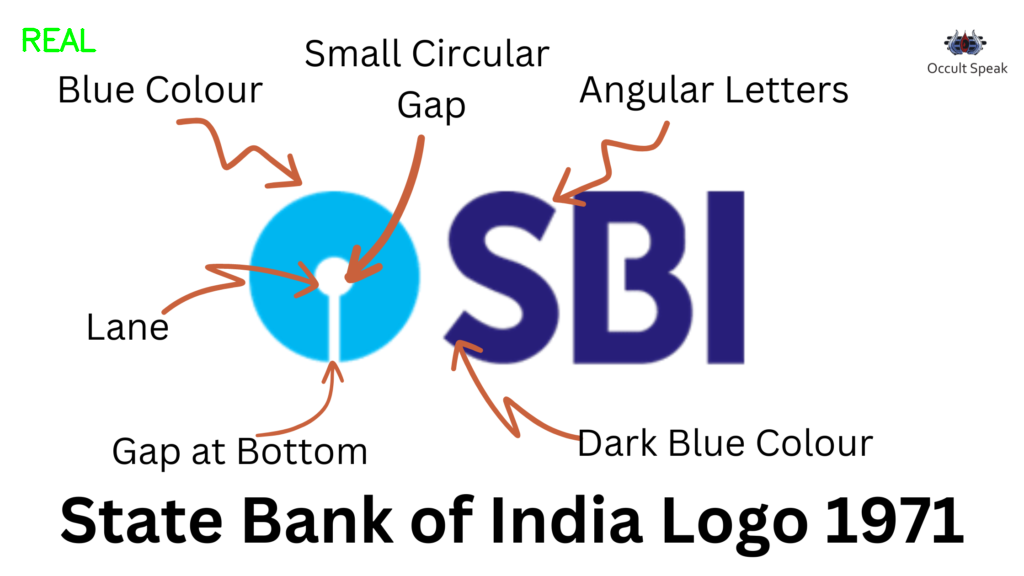 REAL
Small Circular
Gap
Blue Colour
Angular Letters
Occult Speak
SBI
Lane
Gap at Bottom
Dark Blue Colour
State Bank of India Logo 1971